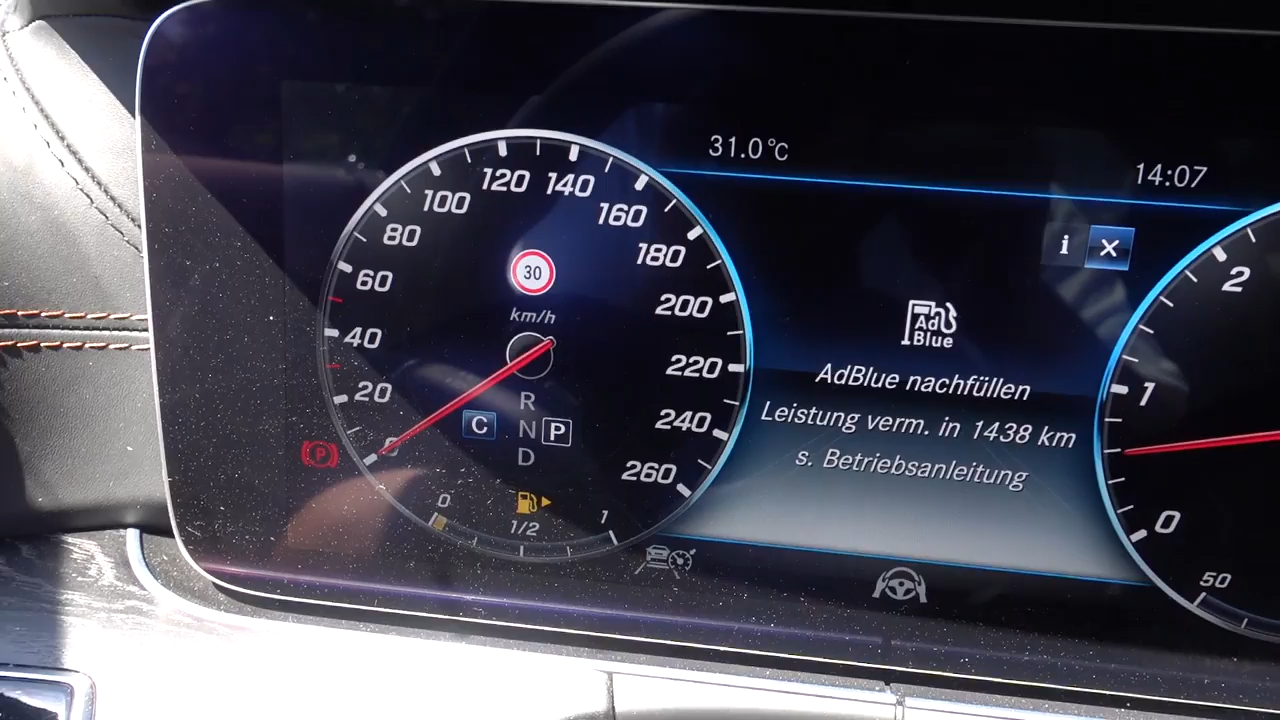 31.0°C
14:07
0
20
40
60
80
100
120
140
160
180
200
220
240
260
30
km/h
R
N
D
C
P
(P)
0
1/2
1
i
×
Ad
Blue
AdBlue nachfüllen
Leistung verm. in 1438 km
s. Betriebsanleitung
2
1
0
50